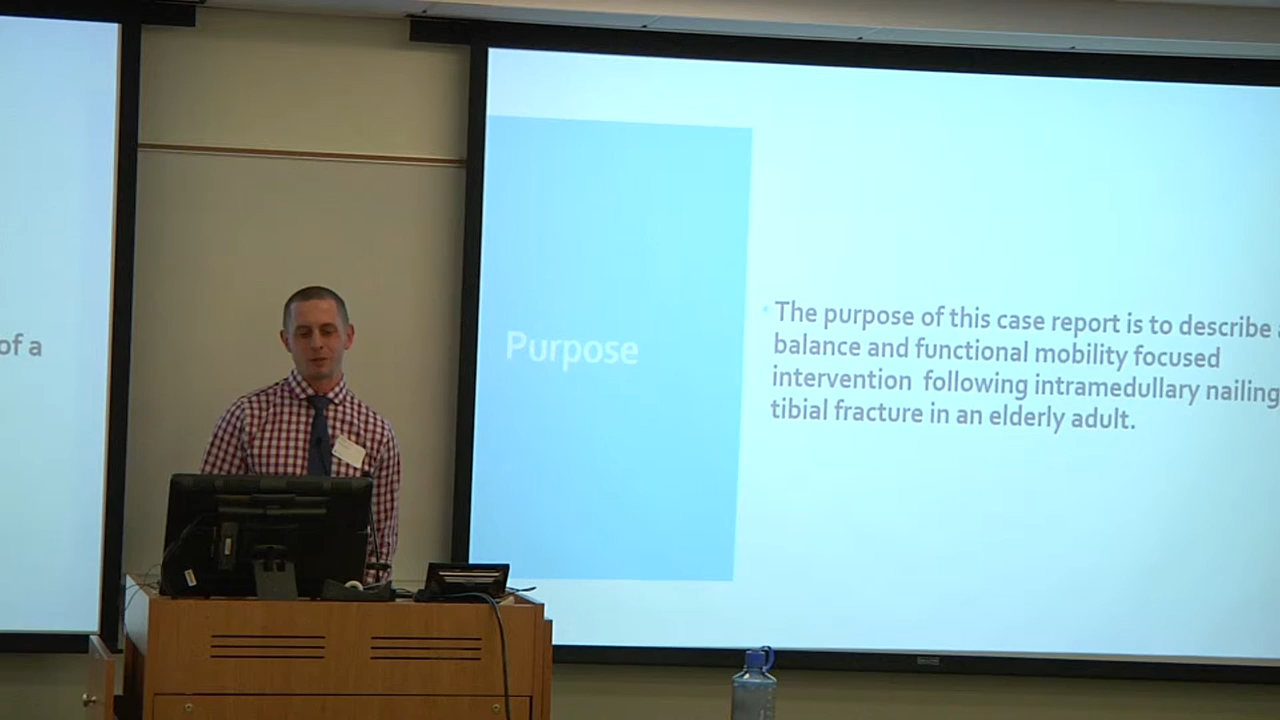 of a
Purpose
The purpose of this case report is to describe
balance and functional mobility focused
intervention following intramedullary nailing
tibial fracture in an elderly adult.